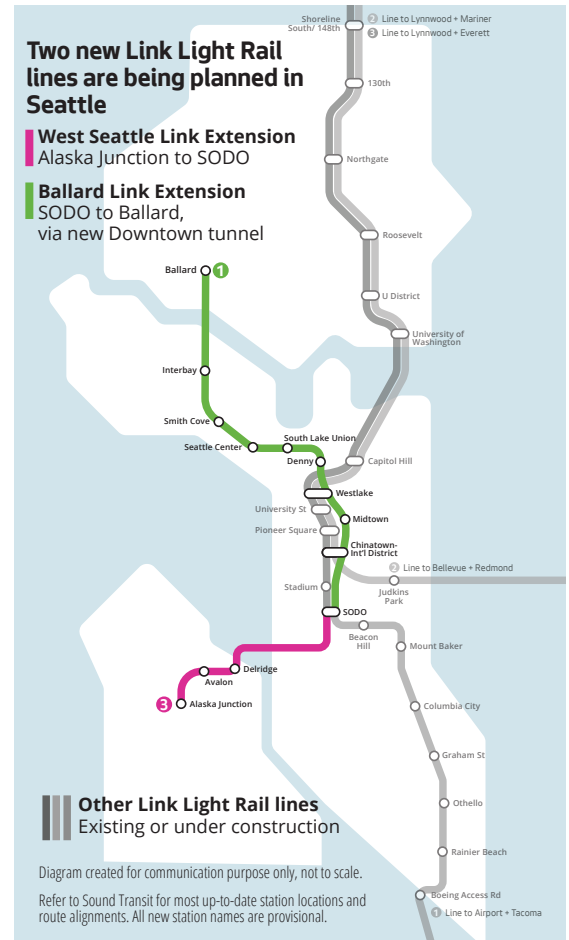 Two new Link Light Rail
lines are being planned in
Seattle
West Seattle Link Extension
Alaska Junction to SODO
Ballard Link Extension
SODO to Ballard,
via new Downtown tunnel
Shoreline
South/ 148th
2 Line to Lynnwood + Mariner
3 Line to Lynnwood + Everett
130th
Northgate
Roosevelt
U District
University of
Washington
Ballard
1
Interbay
Smith Cove
Seattle Center
South Lake Union
Denny
Capitol Hill
Westlake
University St
Midtown
Pioneer Square
Chinatown-
Int'l District
2 Line to Bellevue + Redmond
Stadium
Judkins
Park
SODO
Beacon
Hill
Mount Baker
Delridge
Avalon
3
Alaska Junction
Columbia City
Graham St
Othello
Rainier Beach
Boeing Access Rd
1 Line to Airport + Tacoma
Other Link Light Rail lines
Existing or under construction
Diagram created for communication purpose only, not to scale.
Refer to Sound Transit for most up-to-date station locations and
route alignments. All new station names are provisional.